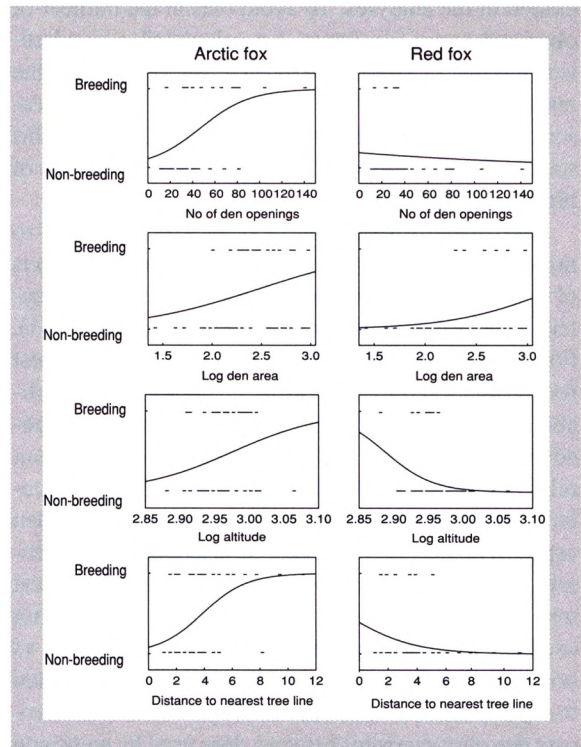 Arctic fox Red fox
Breeding
Non-breeding
0 20 40 60 80 100 120 140 0 20 40 60 80 100 120 140
No of den openings No of den openings
Breeding
Non-breeding
1.5 2.0 2.5 3.0 1.5 2.0 2.5 3.0
Log den area Log den area
Breeding
Non-breeding
2.85 2.90 2.95 3.00 3.05 3.10 2.85 2.90 2.95 3.00 3.05 3.10
Log altitude Log altitude
Breeding
Non-breeding
0 2 4 6 8 10 12 0 2 4 6 8 10 12
Distance to nearest tree line Distance to nearest tree line